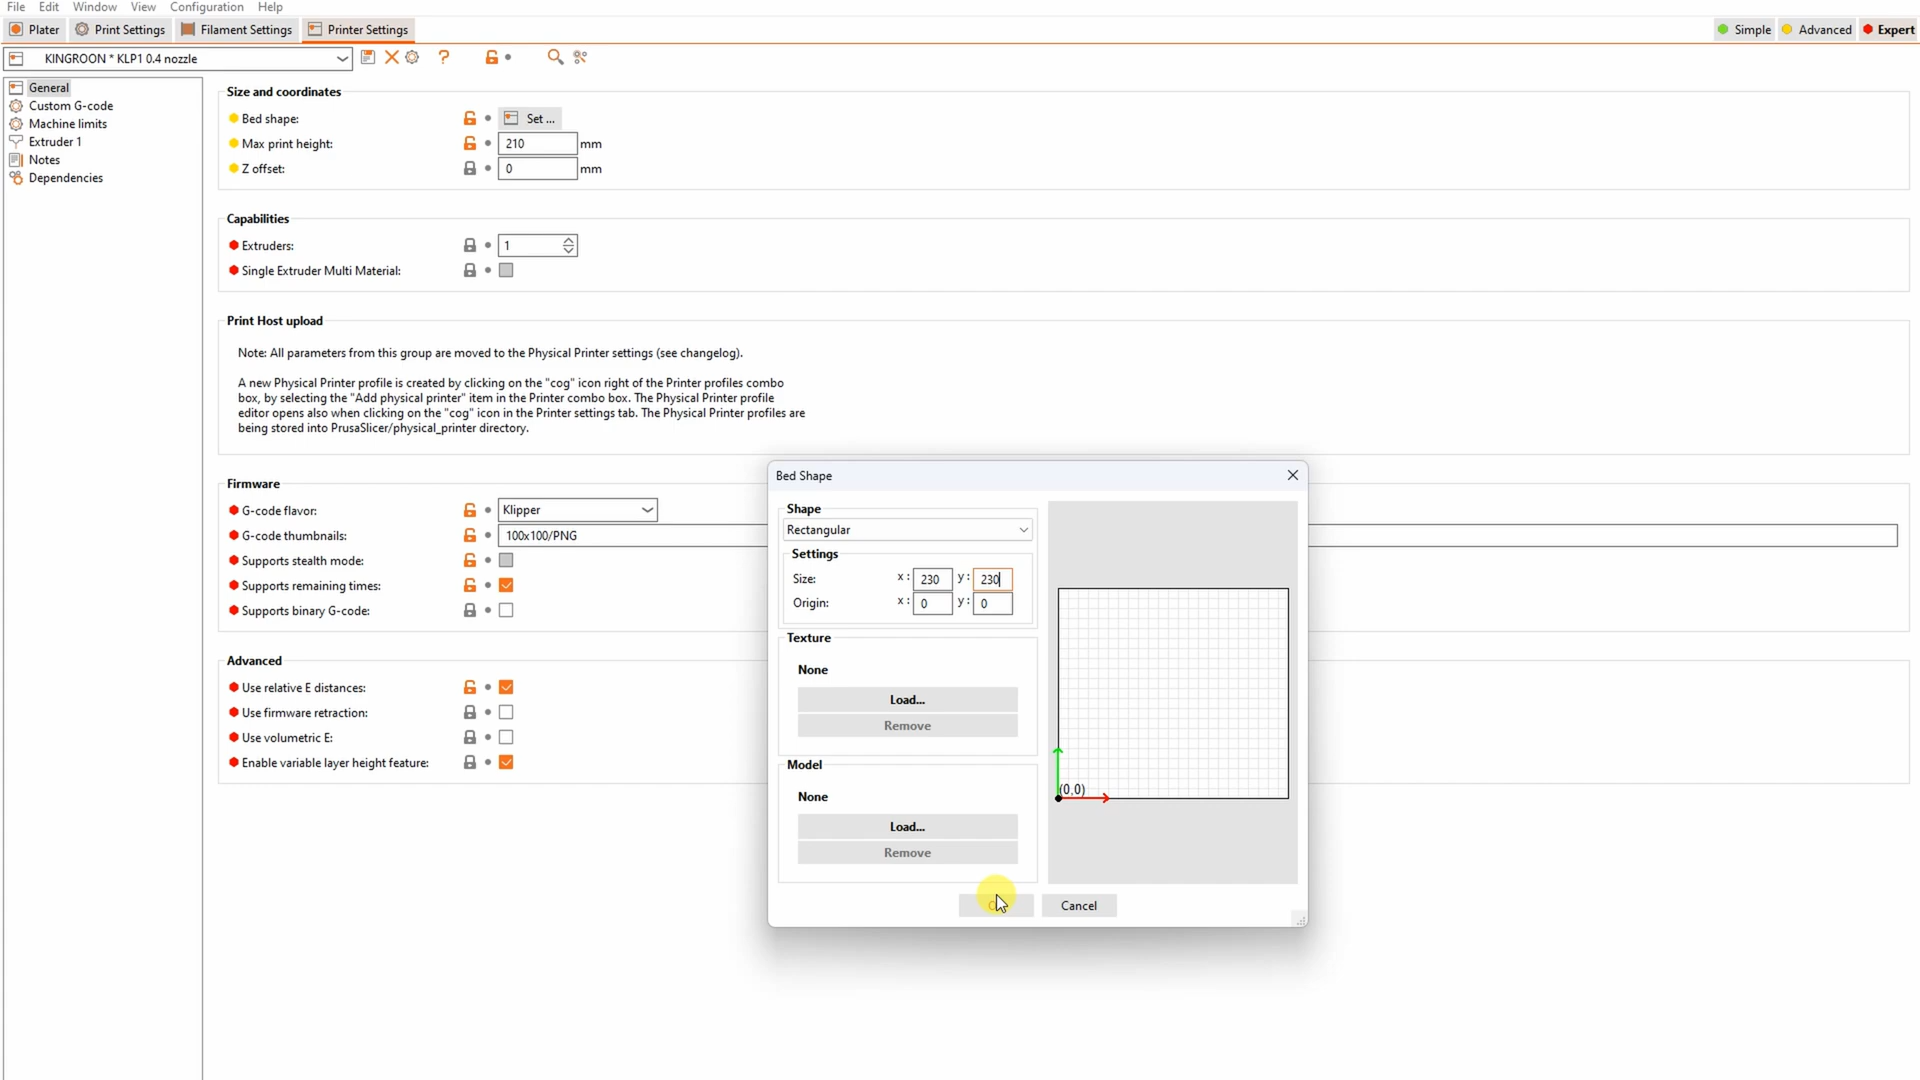 File Edit Window View Configuration Help
Plater Print Settings Filament Settings Printer Settings Simple Advanced Expert
KINGROON * KLP1 0.4 nozzle ?
General
Custom G-code
Machine limits
Extruder 1
Notes
Dependencies
Size and coordinates
Bed shape: Set ...
Max print height: 210 mm
Z offset: 0 mm
Capabilities
Extruders: 1
Single Extruder Multi Material:
Print Host upload
Note: All parameters from this group are moved to the Physical Printer settings (see changelog).
A new Physical Printer profile is created by clicking on the "cog" icon right of the Printer profiles combo
box, by selecting the "Add physical printer" item in the Printer combo box. The Physical Printer profile
editor opens also when clicking on the "cog" icon in the Printer settings tab. The Physical Printer profiles are
being stored into PrusaSlicer/physical_printer directory.
Firmware
G-code flavor: Klipper
G-code thumbnails: 100x100/PNG
Supports stealth mode:
Supports remaining times:
Supports binary G-code:
Advanced
Use relative E distances:
Use firmware retraction:
Use volumetric E:
Enable variable layer height feature:
Bed Shape
Shape
Rectangular
Settings
Size: x: 230 y: 230
Origin: x: 0 y: 0
Texture
None
Load...
Remove
Model
None
Load...
Remove
(0,0)
Cancel